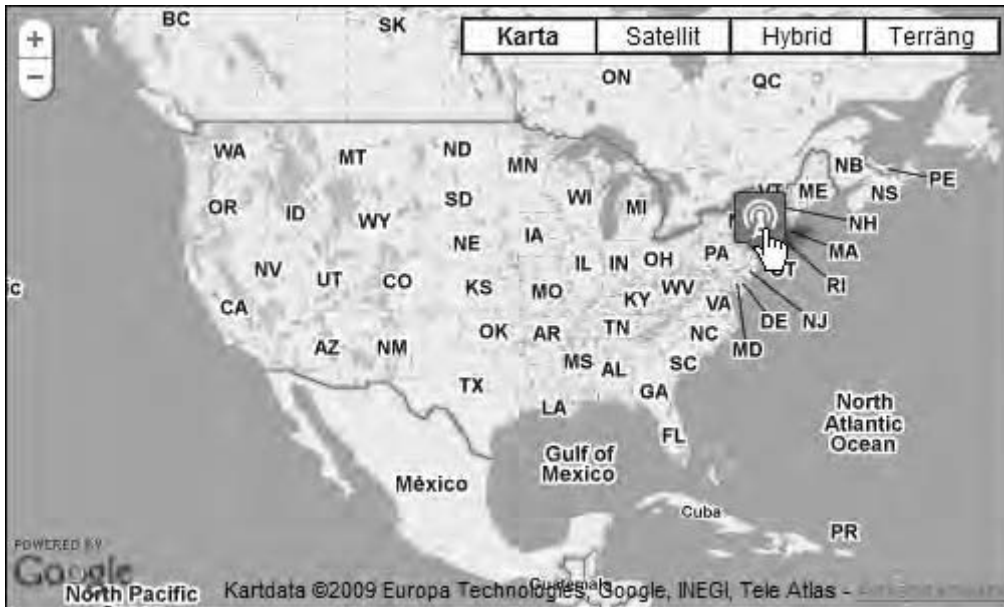 BC
SK
Karta Satellit Hybrid Terräng
+
−
ON
QC
WA
MT
ND
MN
NB
PE
VT
ME
NS
OR
ID
WY
SD
WI
MI
NH
NV
UT
CO
NE
IA
IL
IN
OH
PA
MA
CA
KS
MO
KY
WV
VA
RI
AZ
NM
OK
AR
TN
NC
DE
NJ
MD
TX
MS
AL
SC
LA
GA
FL
North
Atlantic
Ocean
Gulf of
Mexico
México
Cuba
PR
POWERED BY
Google
North Pacific
Guatemala
Kartdata ©2009 Europa Technologies, Google, INEGI, Tele Atlas -